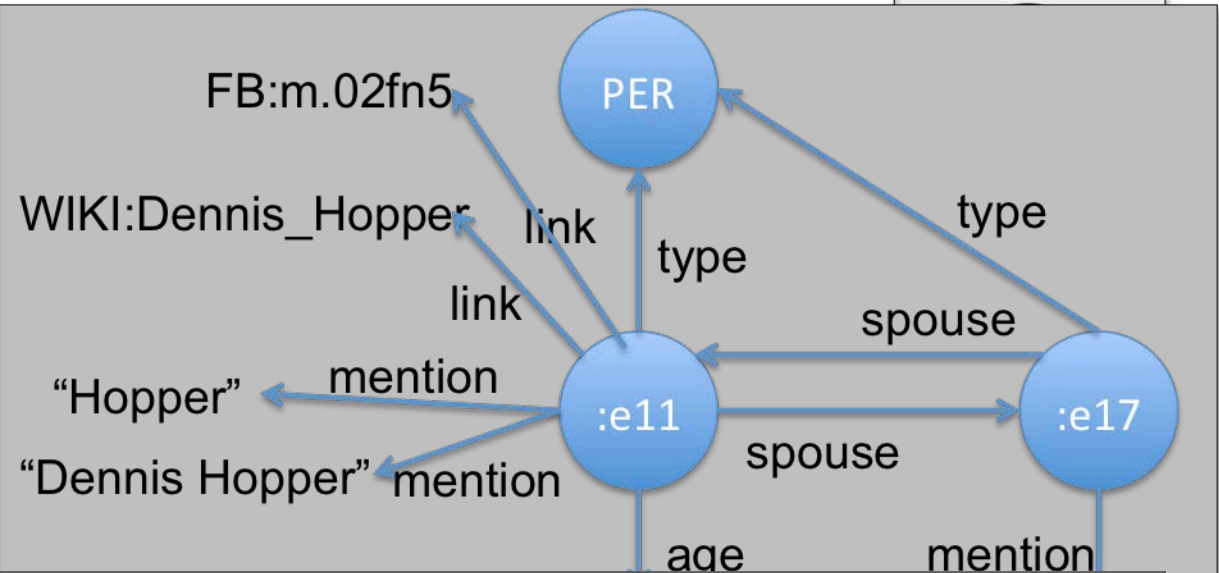 FB:m.02fn5
PER
WIKI:Dennis_Hopper
link
type
type
link
spouse
mention
“Hopper”
:e11
:e17
spouse
“Dennis Hopper”
mention
age
mention